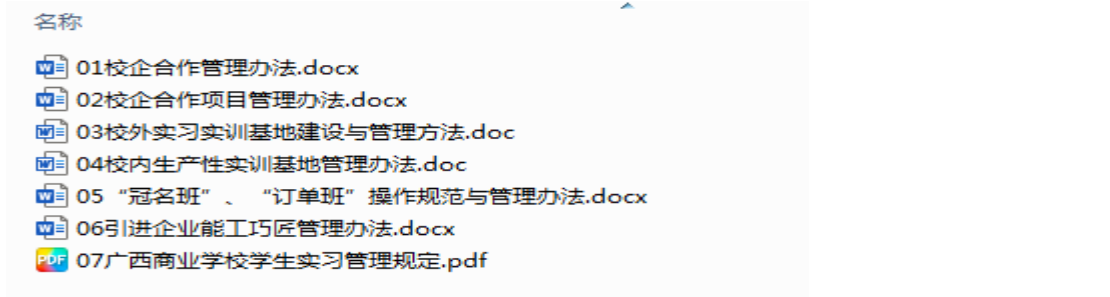 名称
01校企合作管理办法.docx
02校企合作项目管理办法.docx
03校外实习实训基地建设与管理方法.doc
04校内生产性实训基地管理办法.doc
05“冠名班”、“订单班”操作规范与管理办法.docx
06引进企业能工巧匠管理办法.docx
PDF 07广西商业学校学生实习管理规定.pdf